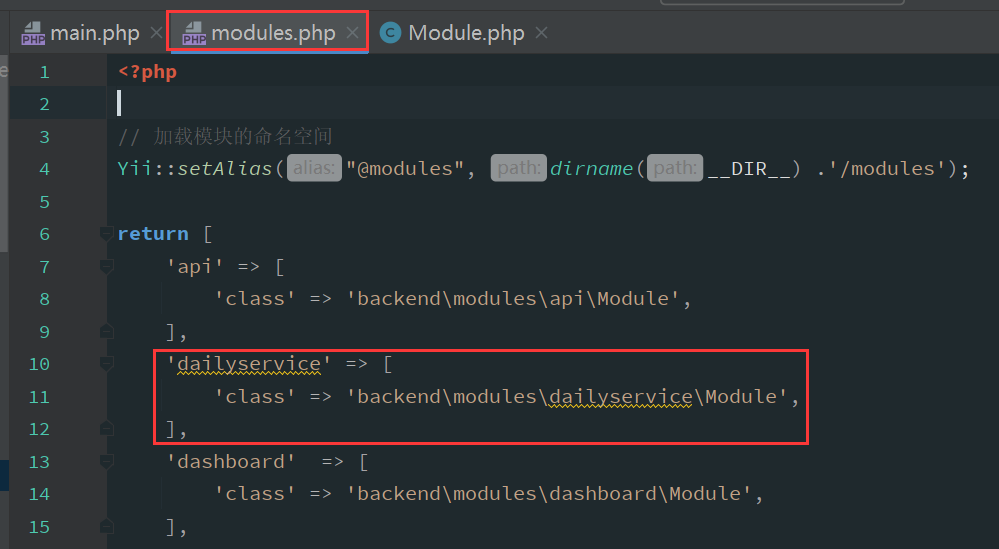 main.php modules.php Module.php
1 <?php
2
3 // 加载模块的命名空间
4 Yii::setAlias( alias: "@modules", path: dirname( path: __DIR__) .'/modules');
5
6 return [
7 'api' => [
8 'class' => 'backend\modules\api\Module',
9 ],
10 'dailyservice' => [
11 'class' => 'backend\modules\dailyservice\Module',
12 ],
13 'dashboard'  => [
14 'class' => 'backend\modules\dashboard\Module',
15 ],